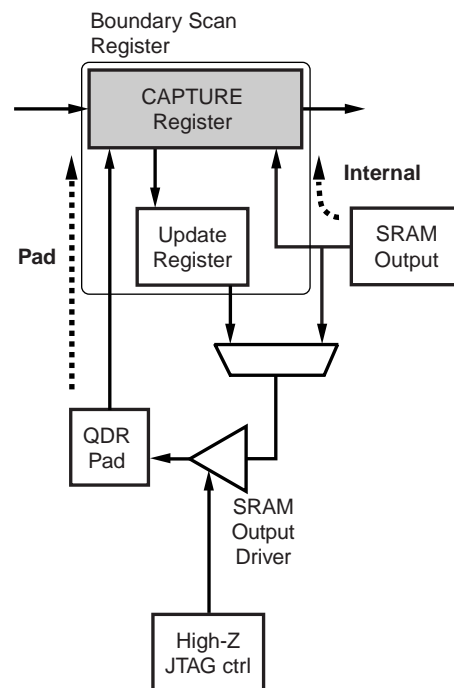 Boundary Scan
Register
CAPTURE
Register
Internal
Pad
Update
Register
SRAM
Output
QDR
Pad
SRAM
Output
Driver
High-Z
JTAG ctrl